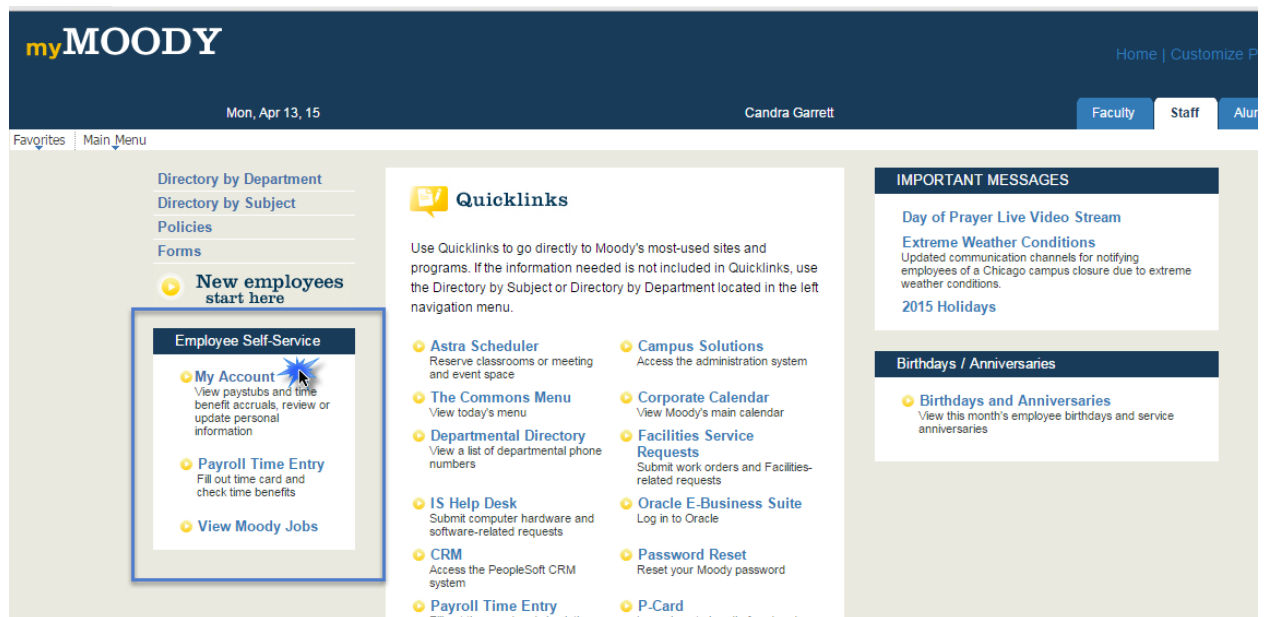 myMOODY
Home | Customize P
Mon, Apr 13, 15
Candra Garrett
Faculty
Staff
Alur
Favorites
Main Menu
Directory by Department
Directory by Subject
Policies
Forms
New employees
start here
Employee Self-Service
My Account
View paystubs and time
benefit accruals, review or
update personal
information
Payroll Time Entry
Fill out time card and
check time benefits
View Moody Jobs
Quicklinks
Use Quicklinks to go directly to Moody's most-used sites and
programs. If the information needed is not included in Quicklinks, use
the Directory by Subject or Directory by Department located in the left
navigation menu.
Astra Scheduler
Reserve classrooms or meeting
and event space
The Commons Menu
View today's menu
Departmental Directory
View a list of departmental phone
numbers
IS Help Desk
Submit computer hardware and
software-related requests
CRM
Access the PeopleSoft CRM
system
Payroll Time Entry
Campus Solutions
Access the administration system
Corporate Calendar
View Moody's main calendar
Facilities Service
Requests
Submit work orders and Facilities-
related requests
Oracle E-Business Suite
Log in to Oracle
Password Reset
Reset your Moody password
P-Card
IMPORTANT MESSAGES
Day of Prayer Live Video Stream
Extreme Weather Conditions
Updated communication channels for notifying
employees of a Chicago campus closure due to extreme
weather conditions.
2015 Holidays
Birthdays / Anniversaries
Birthdays and Anniversaries
View this month's employee birthdays and service
anniversaries